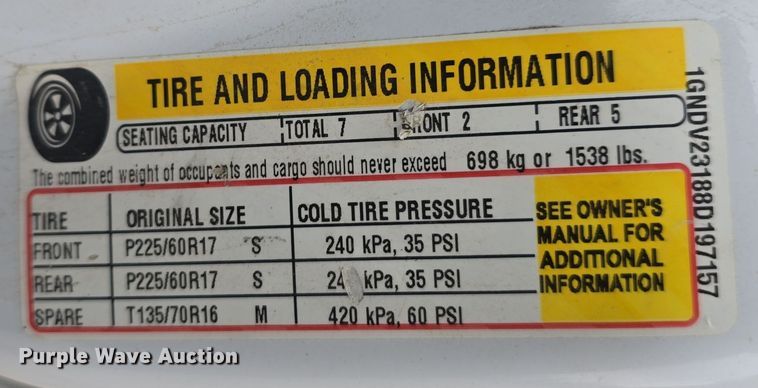 TIRE AND LOADING INFORMATION
SEATING CAPACITY TOTAL 7 FRONT 2 REAR 5
The combined weight of occupants and cargo should never exceed 698 kg or 1538 lbs.
TIRE ORIGINAL SIZE COLD TIRE PRESSURE
FRONT P225/60R17 S 240 kPa, 35 PSI
REAR P225/60R17 S 240 kPa, 35 PSI
SPARE T135/70R16 M 420 kPa, 60 PSI
SEE OWNER'S
MANUAL FOR
ADDITIONAL
INFORMATION
1GNDV23188D197157
Purple Wave Auction